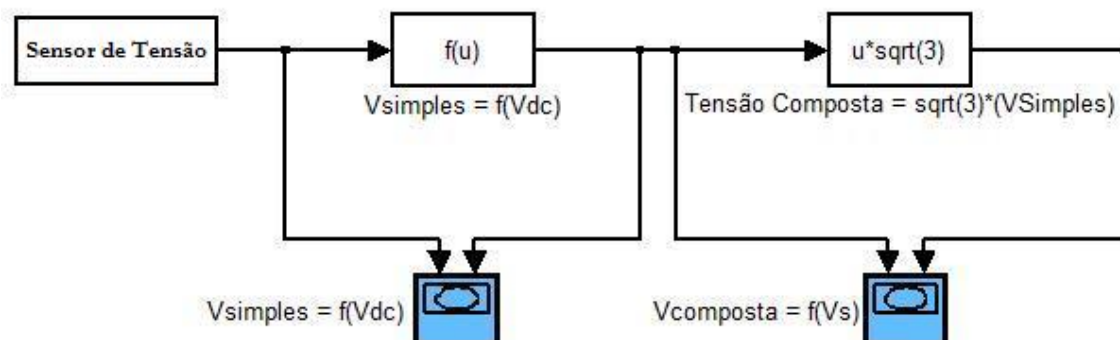 Sensor de Tensão
f(u)
u*sqrt(3)
Vsimples = f(Vdc)
Tensão Composta = sqrt(3)*(VSimples)
Vsimples = f(Vdc)
Vcomposta = f(Vs)